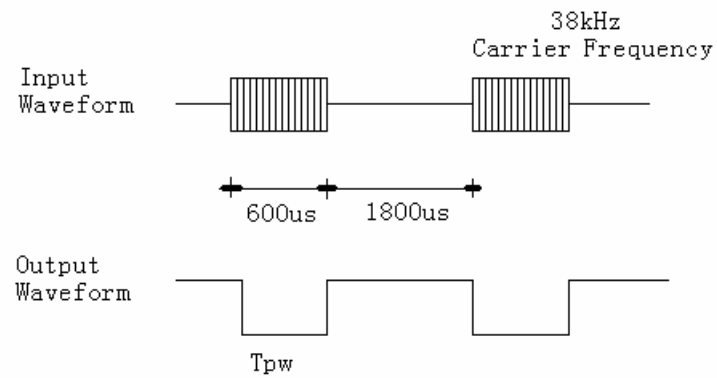 38kHz
Carrier Frequency
Input
Waveform
600us
1800us
Output
Waveform
Tpw